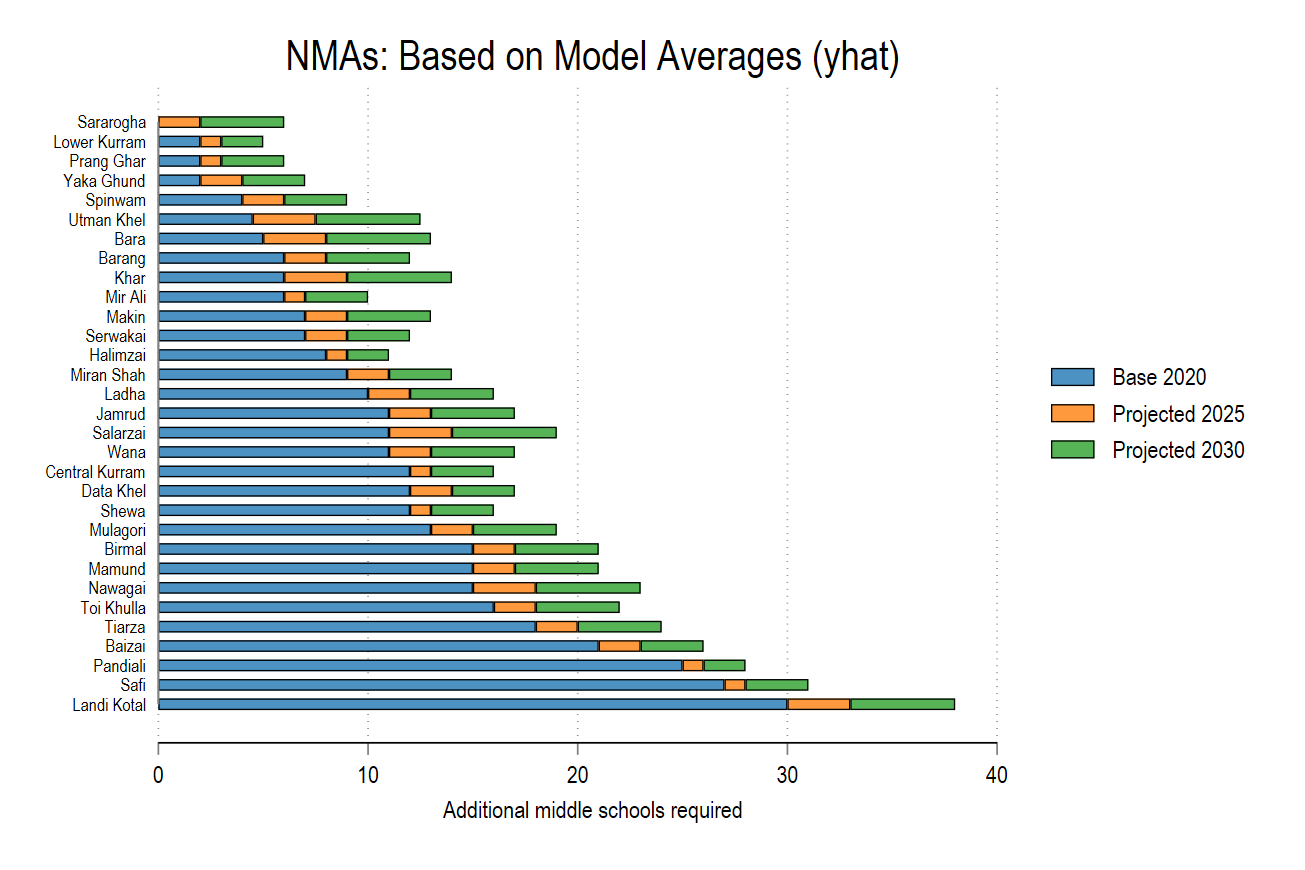 NMAs: Based on Model Averages (yhat)
Sararogha
Lower Kurram
Prang Ghar
Yaka Ghund
Spinwam
Utman Khel
Bara
Barang
Khar
Mir Ali
Makin
Serwakai
Halimzai
Miran Shah
Ladha
Jamrud
Salarzai
Wana
Central Kurram
Data Khel
Shewa
Mulagori
Birmal
Mamund
Nawagai
Toi Khulla
Tiarza
Baizai
Pandiali
Safi
Landi Kotal
0 10 20 30 40
Additional middle schools required
Base 2020
Projected 2025
Projected 2030